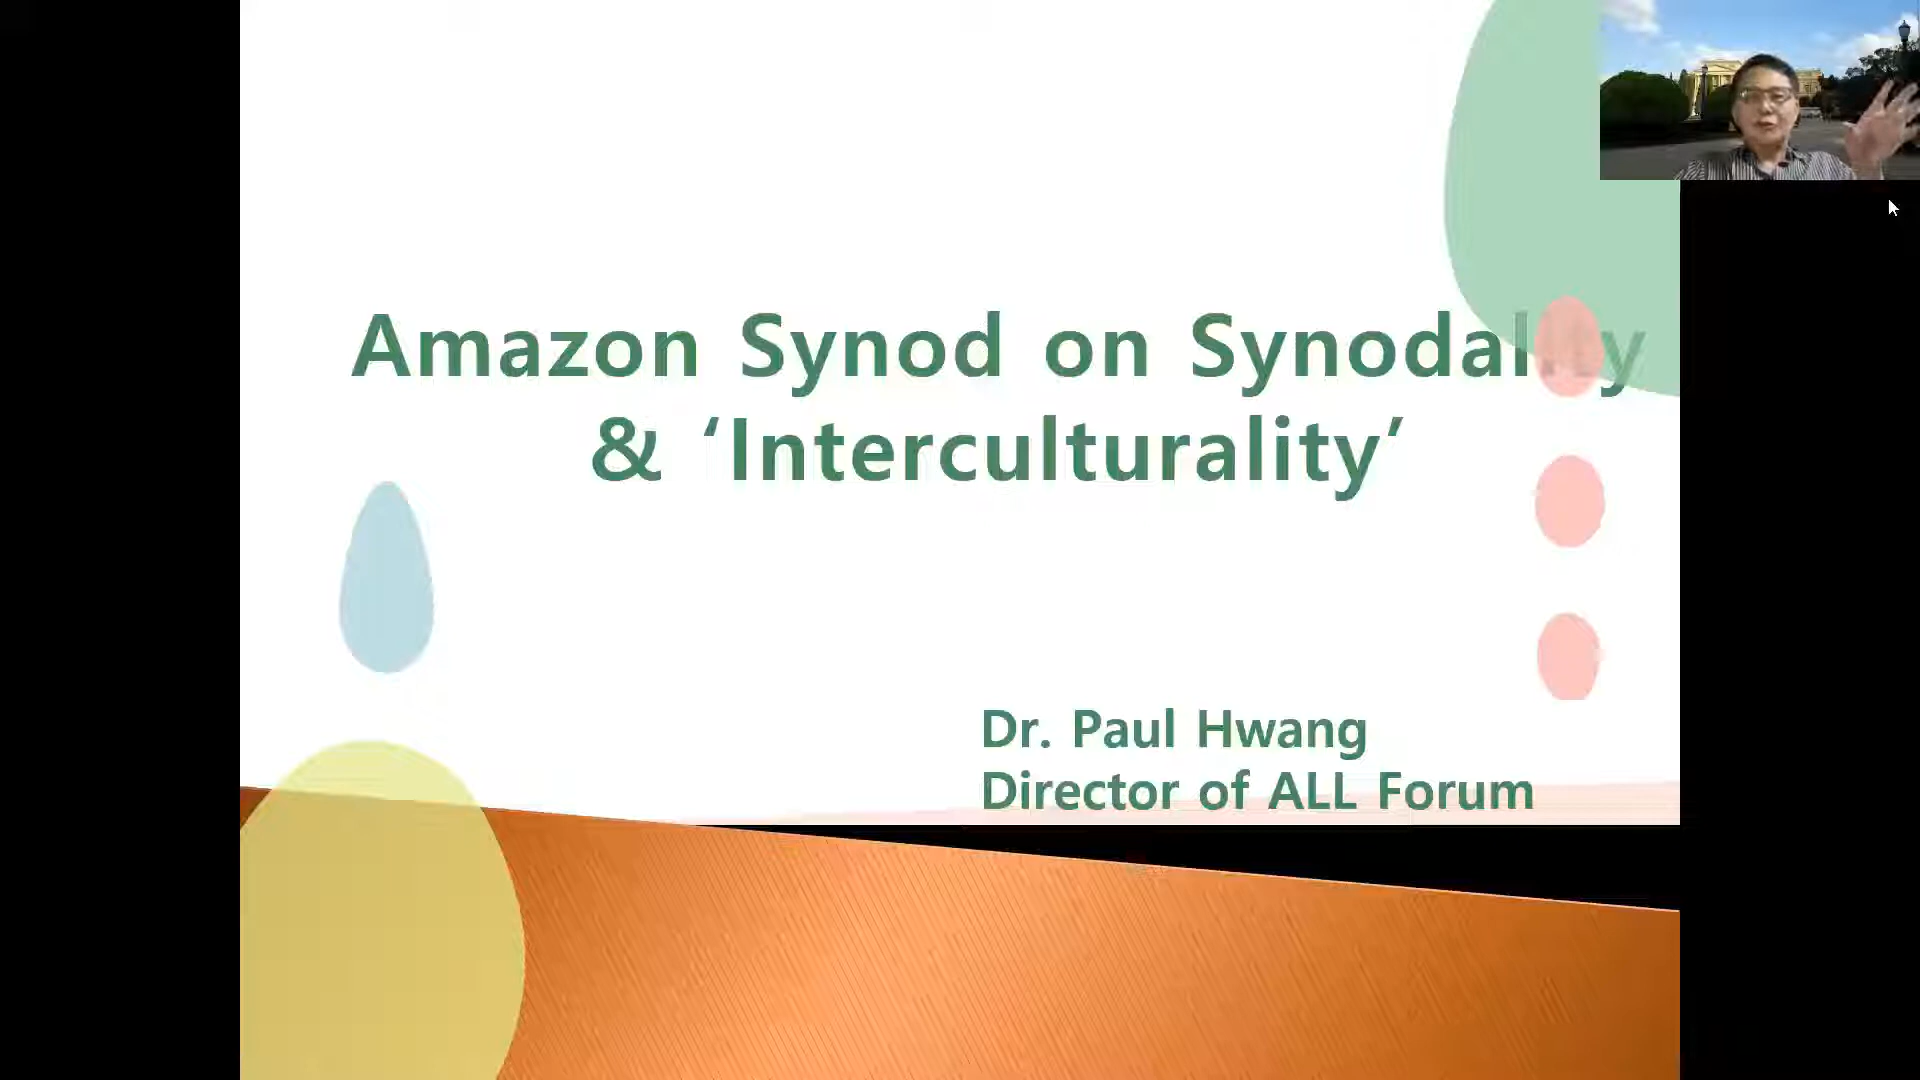 Amazon Synod on Synodality
& ‘Interculturality’
Dr. Paul Hwang
Director of ALL Forum